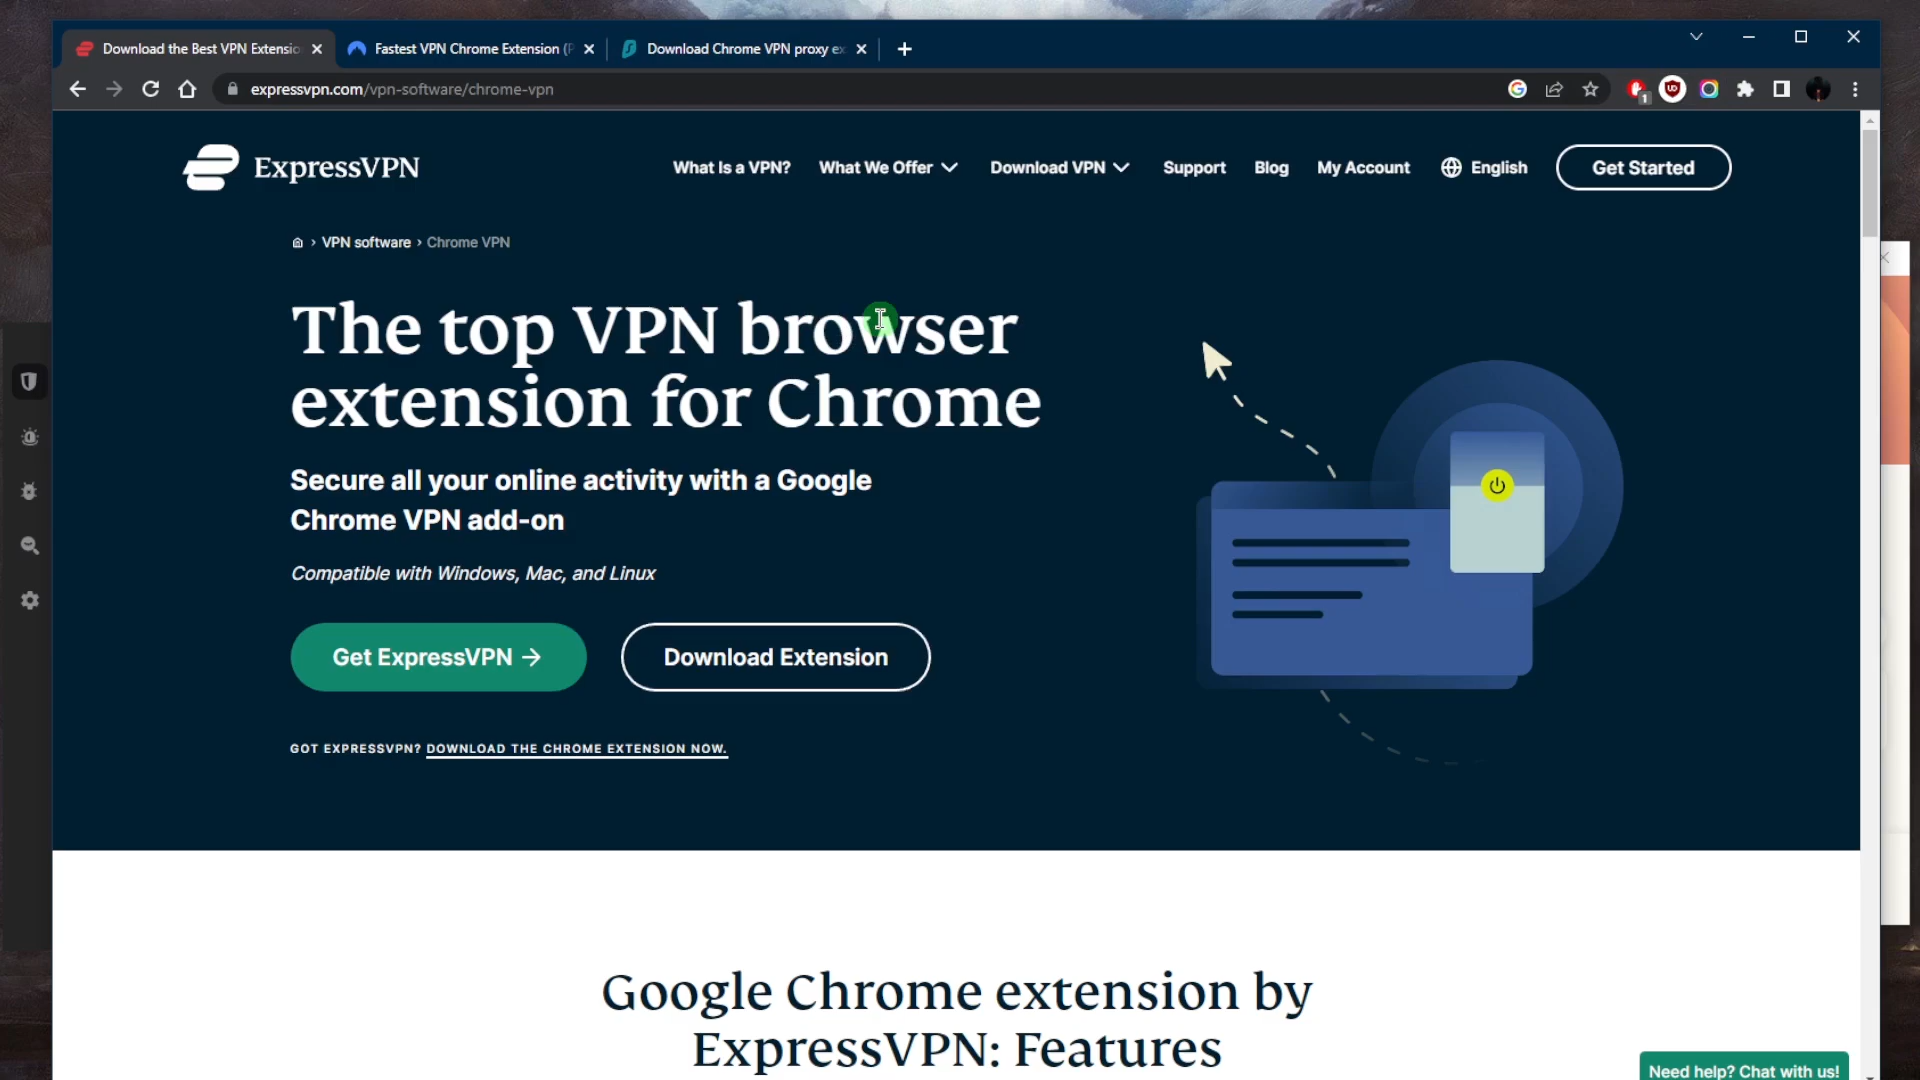 Download the Best VPN Extensio
Fastest VPN Chrome Extension (F
Download Chrome VPN proxy ex
expressvpn.com/vpn-software/chrome-vpn
1
ExpressVPN
What Is a VPN?
What We Offer
Download VPN
Support
Blog
My Account
English
Get Started
› VPN software › Chrome VPN
The top VPN browser
extension for Chrome
Secure all your online activity with a Google
Chrome VPN add-on
Compatible with Windows, Mac, and Linux
Get ExpressVPN →
Download Extension
GOT EXPRESSVPN? DOWNLOAD THE CHROME EXTENSION NOW.
Google Chrome extension by
ExpressVPN: Features
Need help? Chat with us!